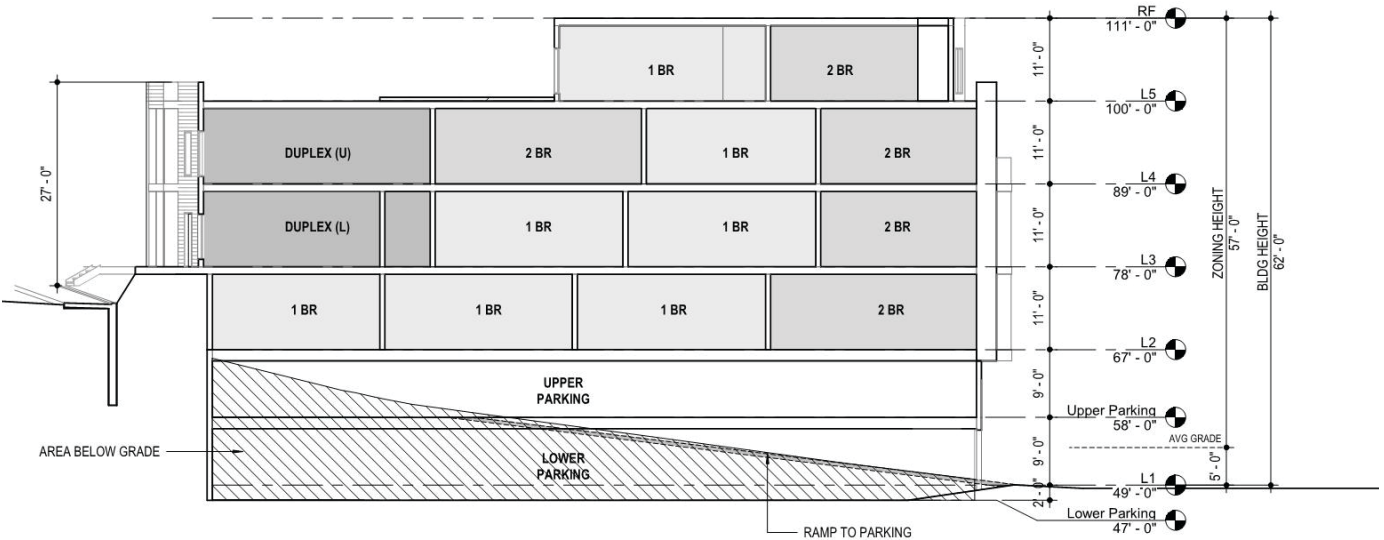 RF
111' - 0"
11' - 0"
1 BR
2 BR
L5
100' - 0"
11' - 0"
DUPLEX (U)
2 BR
1 BR
2 BR
27' - 0"
L4
89' - 0"
ZONING HEIGHT
57' - 0"
BLDG HEIGHT
62' - 0"
11' - 0"
DUPLEX (L)
1 BR
1 BR
2 BR
L3
78' - 0"
11' - 0"
1 BR
1 BR
1 BR
2 BR
L2
67' - 0"
9' - 0"
UPPER
PARKING
Upper Parking
58' - 0"
AVG GRADE
AREA BELOW GRADE
LOWER
PARKING
9' - 0"
5' - 0"
L1
49' - 0"
2' - 0"
Lower Parking
47' - 0"
RAMP TO PARKING